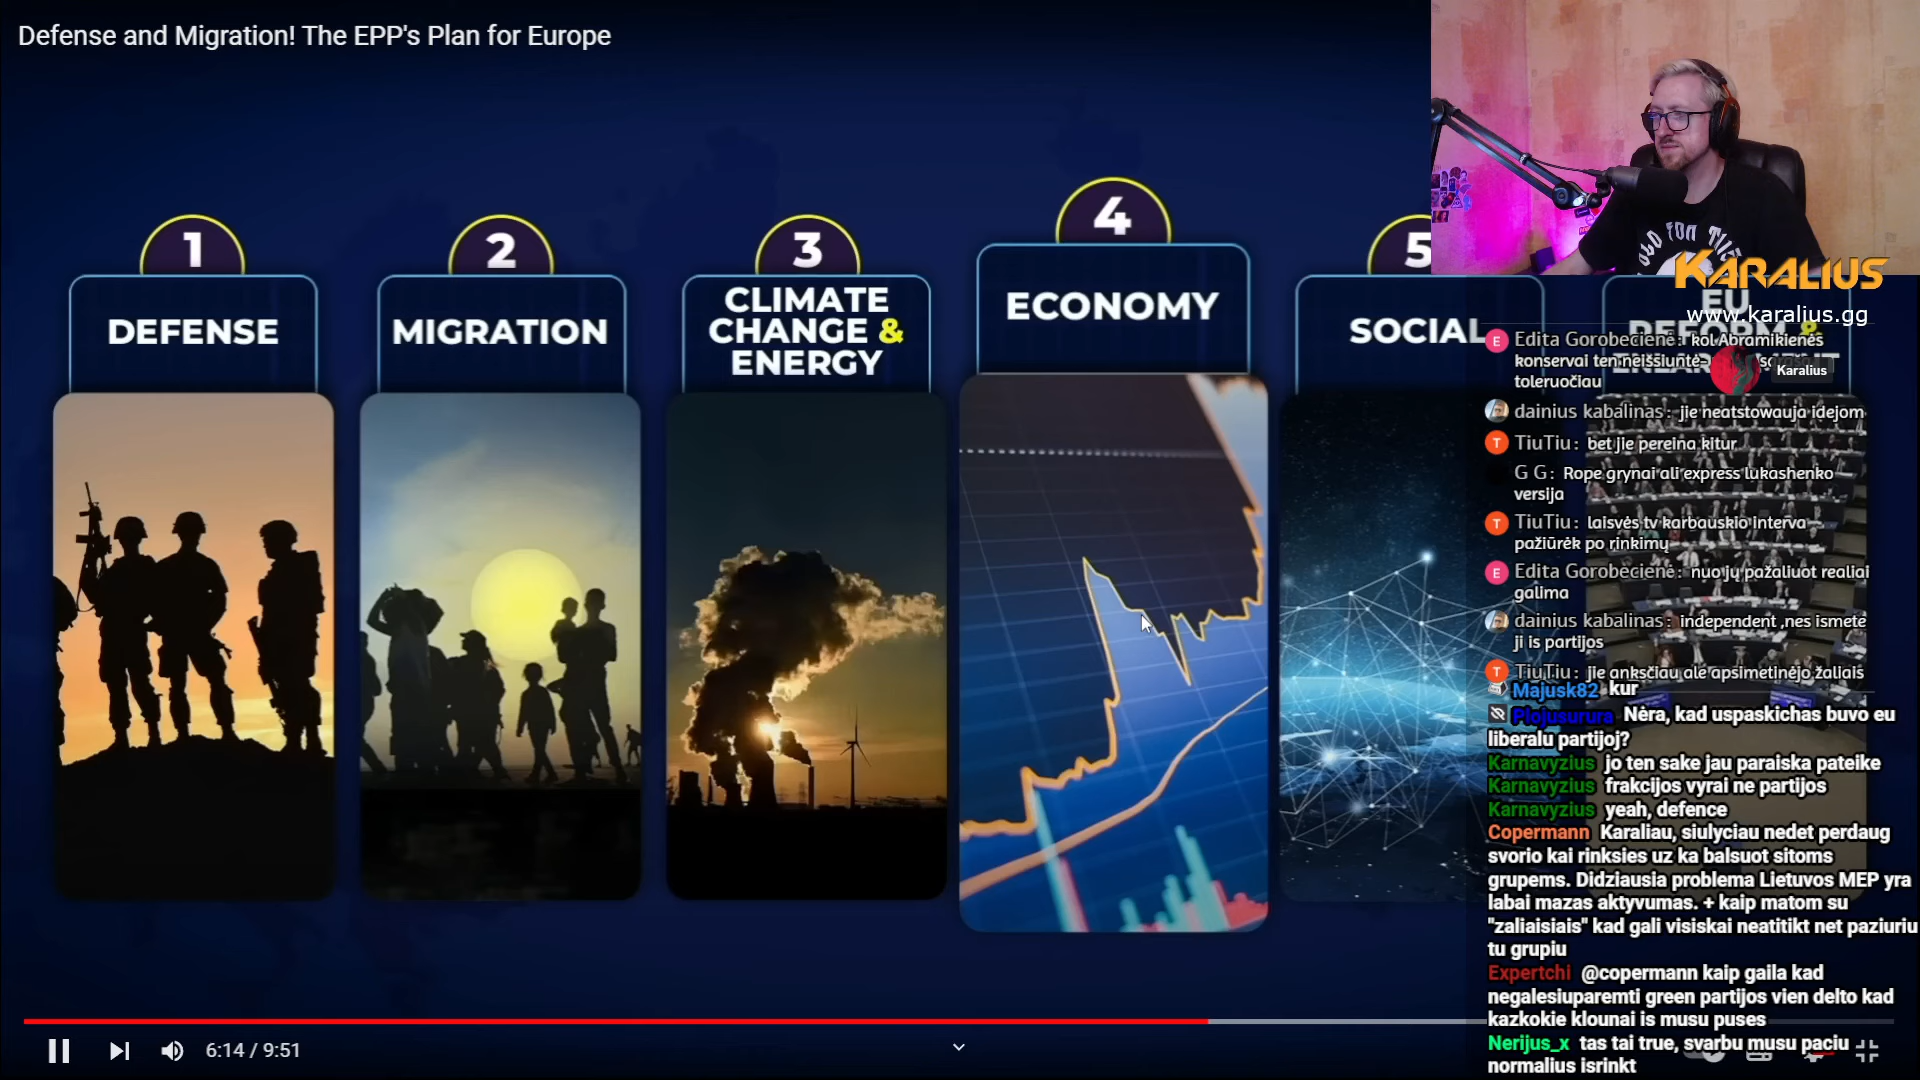 Defense and Migration! The EPP's Plan for Europe
1
DEFENSE
2
MIGRATION
3
CLIMATE
CHANGE &
ENERGY
4
ECONOMY
5
SOCIAL
EU
REFORM &
KARALIUS
www.karalius.gg
Karalius
Edita Gorobecienė: kol Abramikienės
konservai ten neišsiuntė-
toleruočiau
dainius kabalinas: jie neatstowauja idejom
TiuTiu: bet jie pereina kitur
G G: Rope grynai ali express lukashenko
versija
TiuTiu: laisvės tv karbauskio interva
pažiūrėk po rinkimų
Edita Gorobecienė: nuo jų pažaliuot realiai
galima
dainius kabalinas: independent ,nes ismete
ji is partijos
TiuTiu: jie anksčiau ale apsimetinėjo žaliais
Majusk82 kur
Plojusurura Nėra, kad uspaskichas buvo eu
liberalu partijoj?
Karnavyzius jo ten sake jau paraiska pateike
Karnavyzius frakcijos vyrai ne partijos
Karnavyzius yeah, defence
Copermann Karaliau, siulyciau nedet perdaug
svorio kai rinksies uz ka balsuot sitoms
grupems. Didziausia problema Lietuvos MEP yra
labai mazas aktyvumas. + kaip matom su
"zaliaisiais" kad gali visiskai neatitikt net paziuriu
tu grupiu
Expertchi @copermann kaip gaila kad
negalesiuparemti green partijos vien delto kad
kazkokie klounai is musu puses
Nerijus_x tas tai true, svarbu musu paciu
normalius isrinkt
6:14 / 9:51